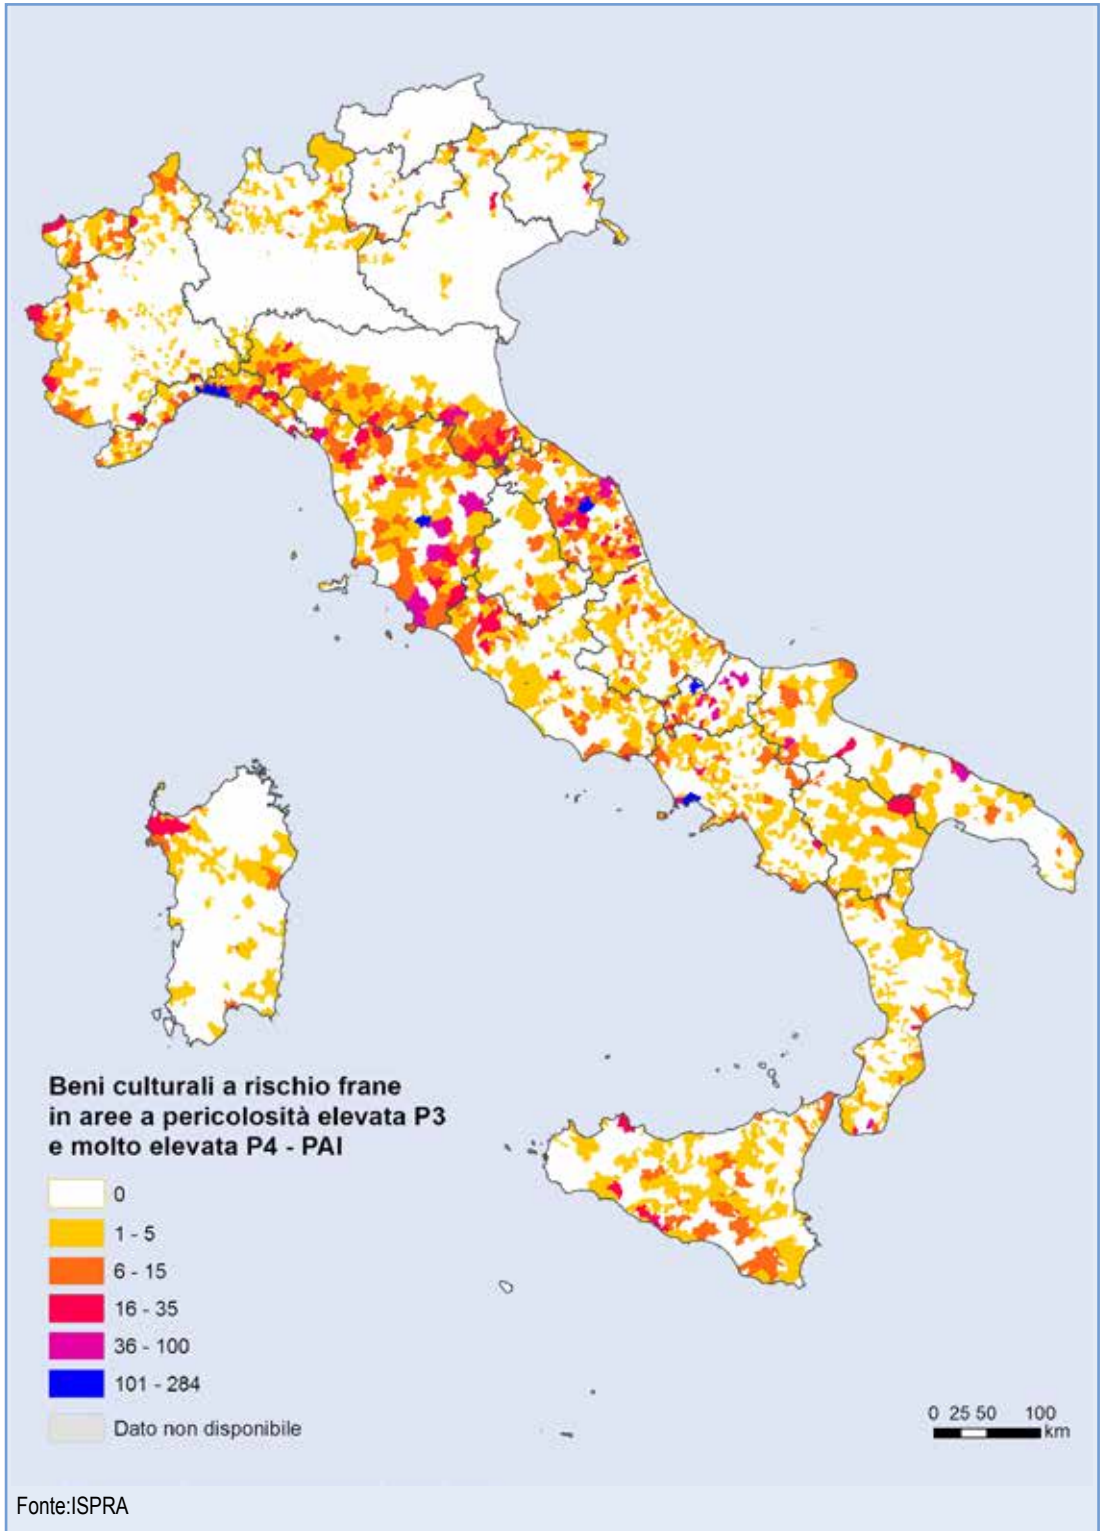 Beni culturali a rischio frane
in aree a pericolosità elevata P3
e molto elevata P4 - PAI
0
1 - 5
6 - 15
16 - 35
36 - 100
101 - 284
Dato non disponibile
0 25 50 100
km
Fonte:ISPRA